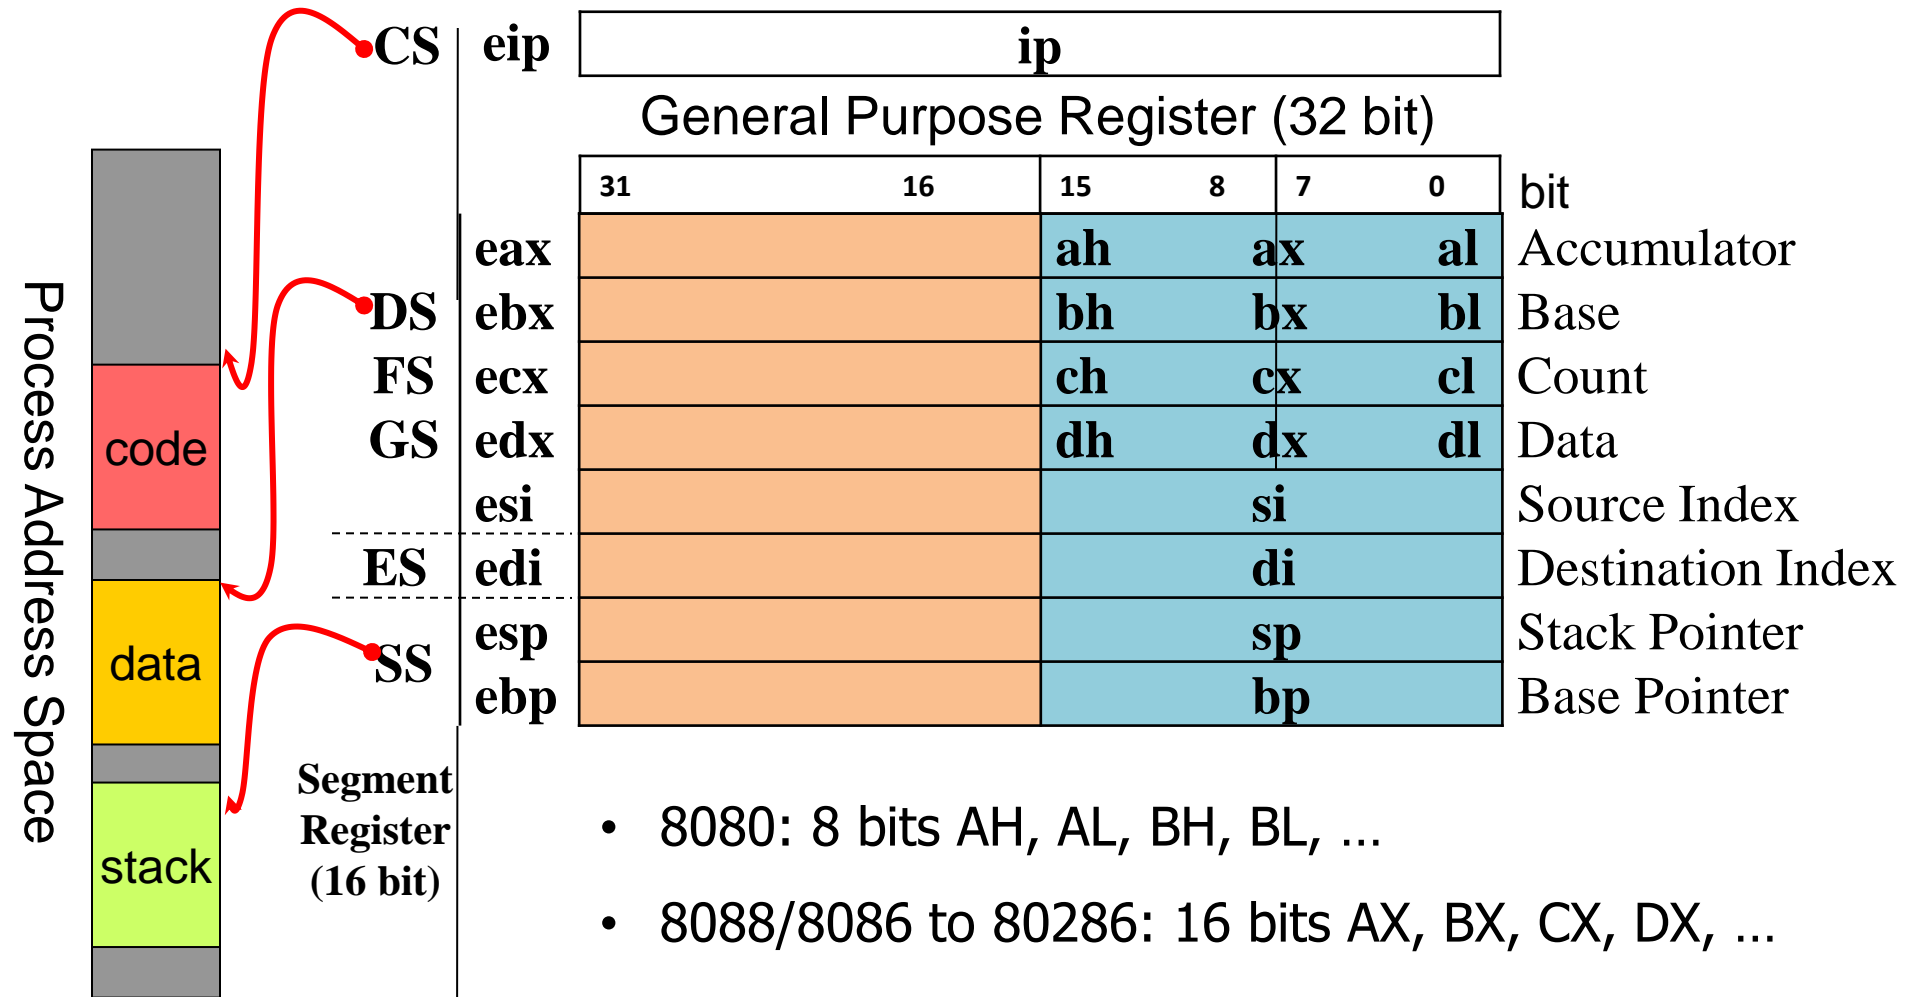 CS eip ip
General Purpose Register (32 bit)
31 16 15 8 7 0 bit
eax ah ax al Accumulator
DS ebx bh bx bl Base
FS ecx ch cx cl Count
GS edx dh dx dl Data
esi si Source Index
ES edi di Destination Index
esp sp Stack Pointer
SS
ebp bp Base Pointer
Process Address Space
code
data
stack
Segment
Register
(16 bit)
• 8080: 8 bits AH, AL, BH, BL, ...
• 8088/8086 to 80286: 16 bits AX, BX, CX, DX, ...